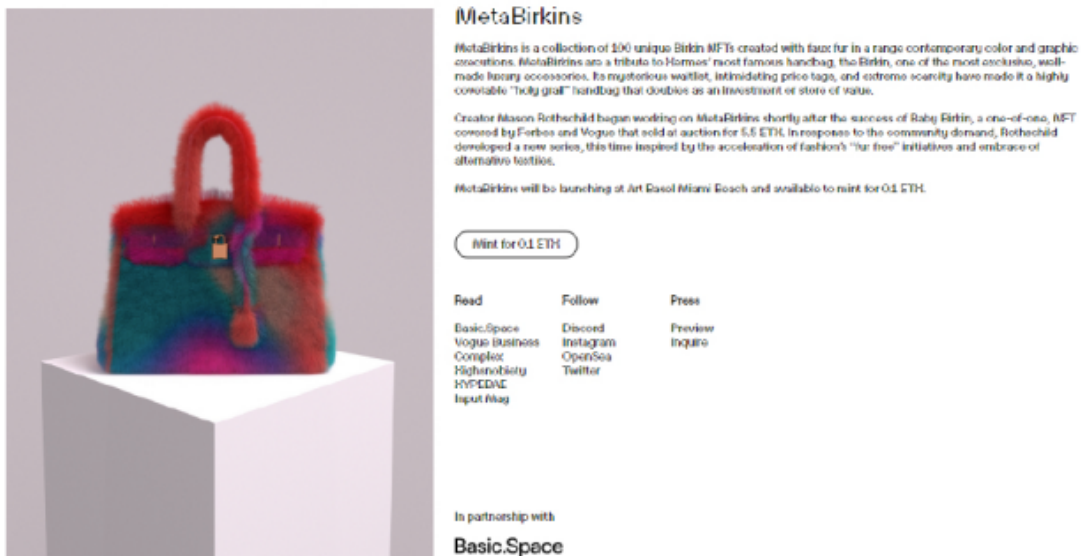 MetaBirkins
MetaBirkins is a collection of 100 unique Birkin NFTs created with faux fur in a range contemporary color and graphic
executions. MetaBirkins are a tribute to Hermes' most famous handbag, the Birkin, one of the most exclusive, well-
made luxury accessories. Its mysterious waitlist, intimidating price tags, and extreme scarcity have made it a highly
covetable "holy grail" handbag that doubles as an investment or store of value.
Creator Mason Rothschild began working on MetaBirkins shortly after the success of Baby Birkin, a one-of-one, NFT
covered by Forbes and Vogue that sold at auction for 5.5 ETH. In response to the community demand, Rothschild
developed a new series, this time inspired by the acceleration of fashion's "fur free" initiatives and embrace of
alternative textiles.
MetaBirkins will be launching at Art Basel Miami Beach and available to mint for 0.1 ETH.
Mint for 0.1 ETH
Read
Basic.Space
Vogue Business
Complex
Highsnobiety
HYPEBAE
Input Mag
Follow
Discord
Instagram
OpenSea
Twitter
Press
Preview
Inquire
In partnership with
Basic.Space